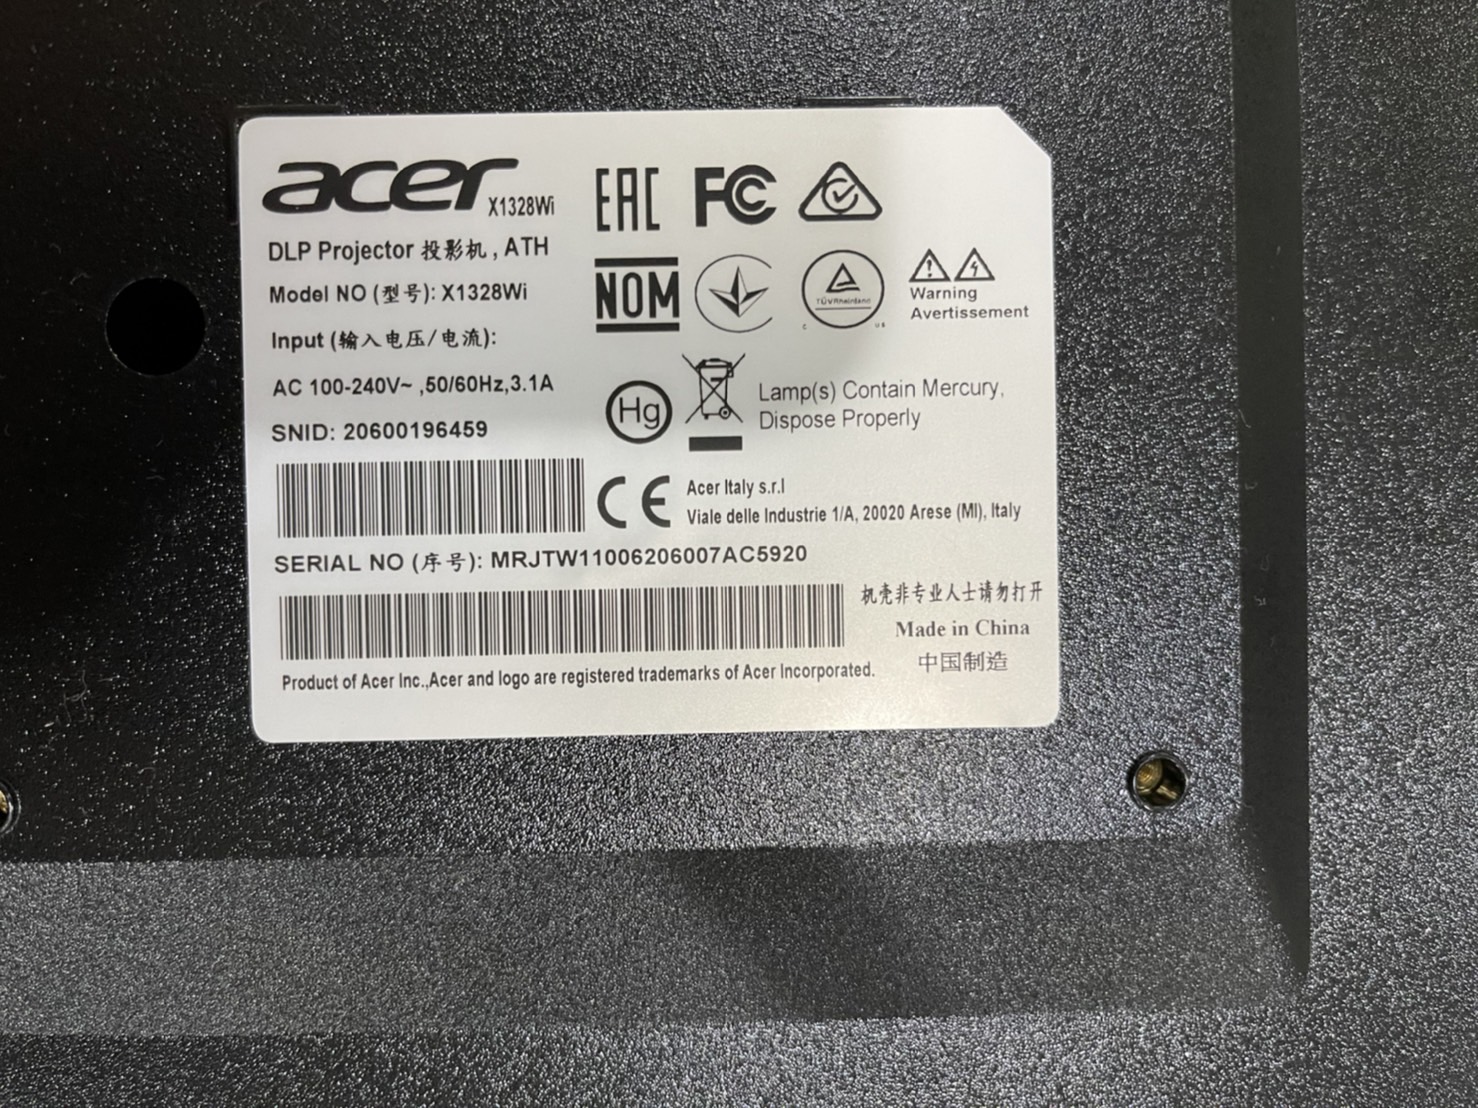 acer X1328Wi
DLP Projector 投影机, ATH
Model NO (型号): X1328Wi
Input (输入电压/电流):
AC 100-240V~ ,50/60Hz,3.1A
SNID: 20600196459
EAC FC
NOM
TÜVRheinland
C US
Warning
Avertissement
Hg
Lamp(s) Contain Mercury,
Dispose Properly
CE
Acer Italy s.r.l
Viale delle Industrie 1/A, 20020 Arese (MI), Italy
SERIAL NO (序号): MRJTW11006206007AC5920
机壳非专业人士请勿打开
Made in China
中国制造
Product of Acer Inc.,Acer and logo are registered trademarks of Acer Incorporated.